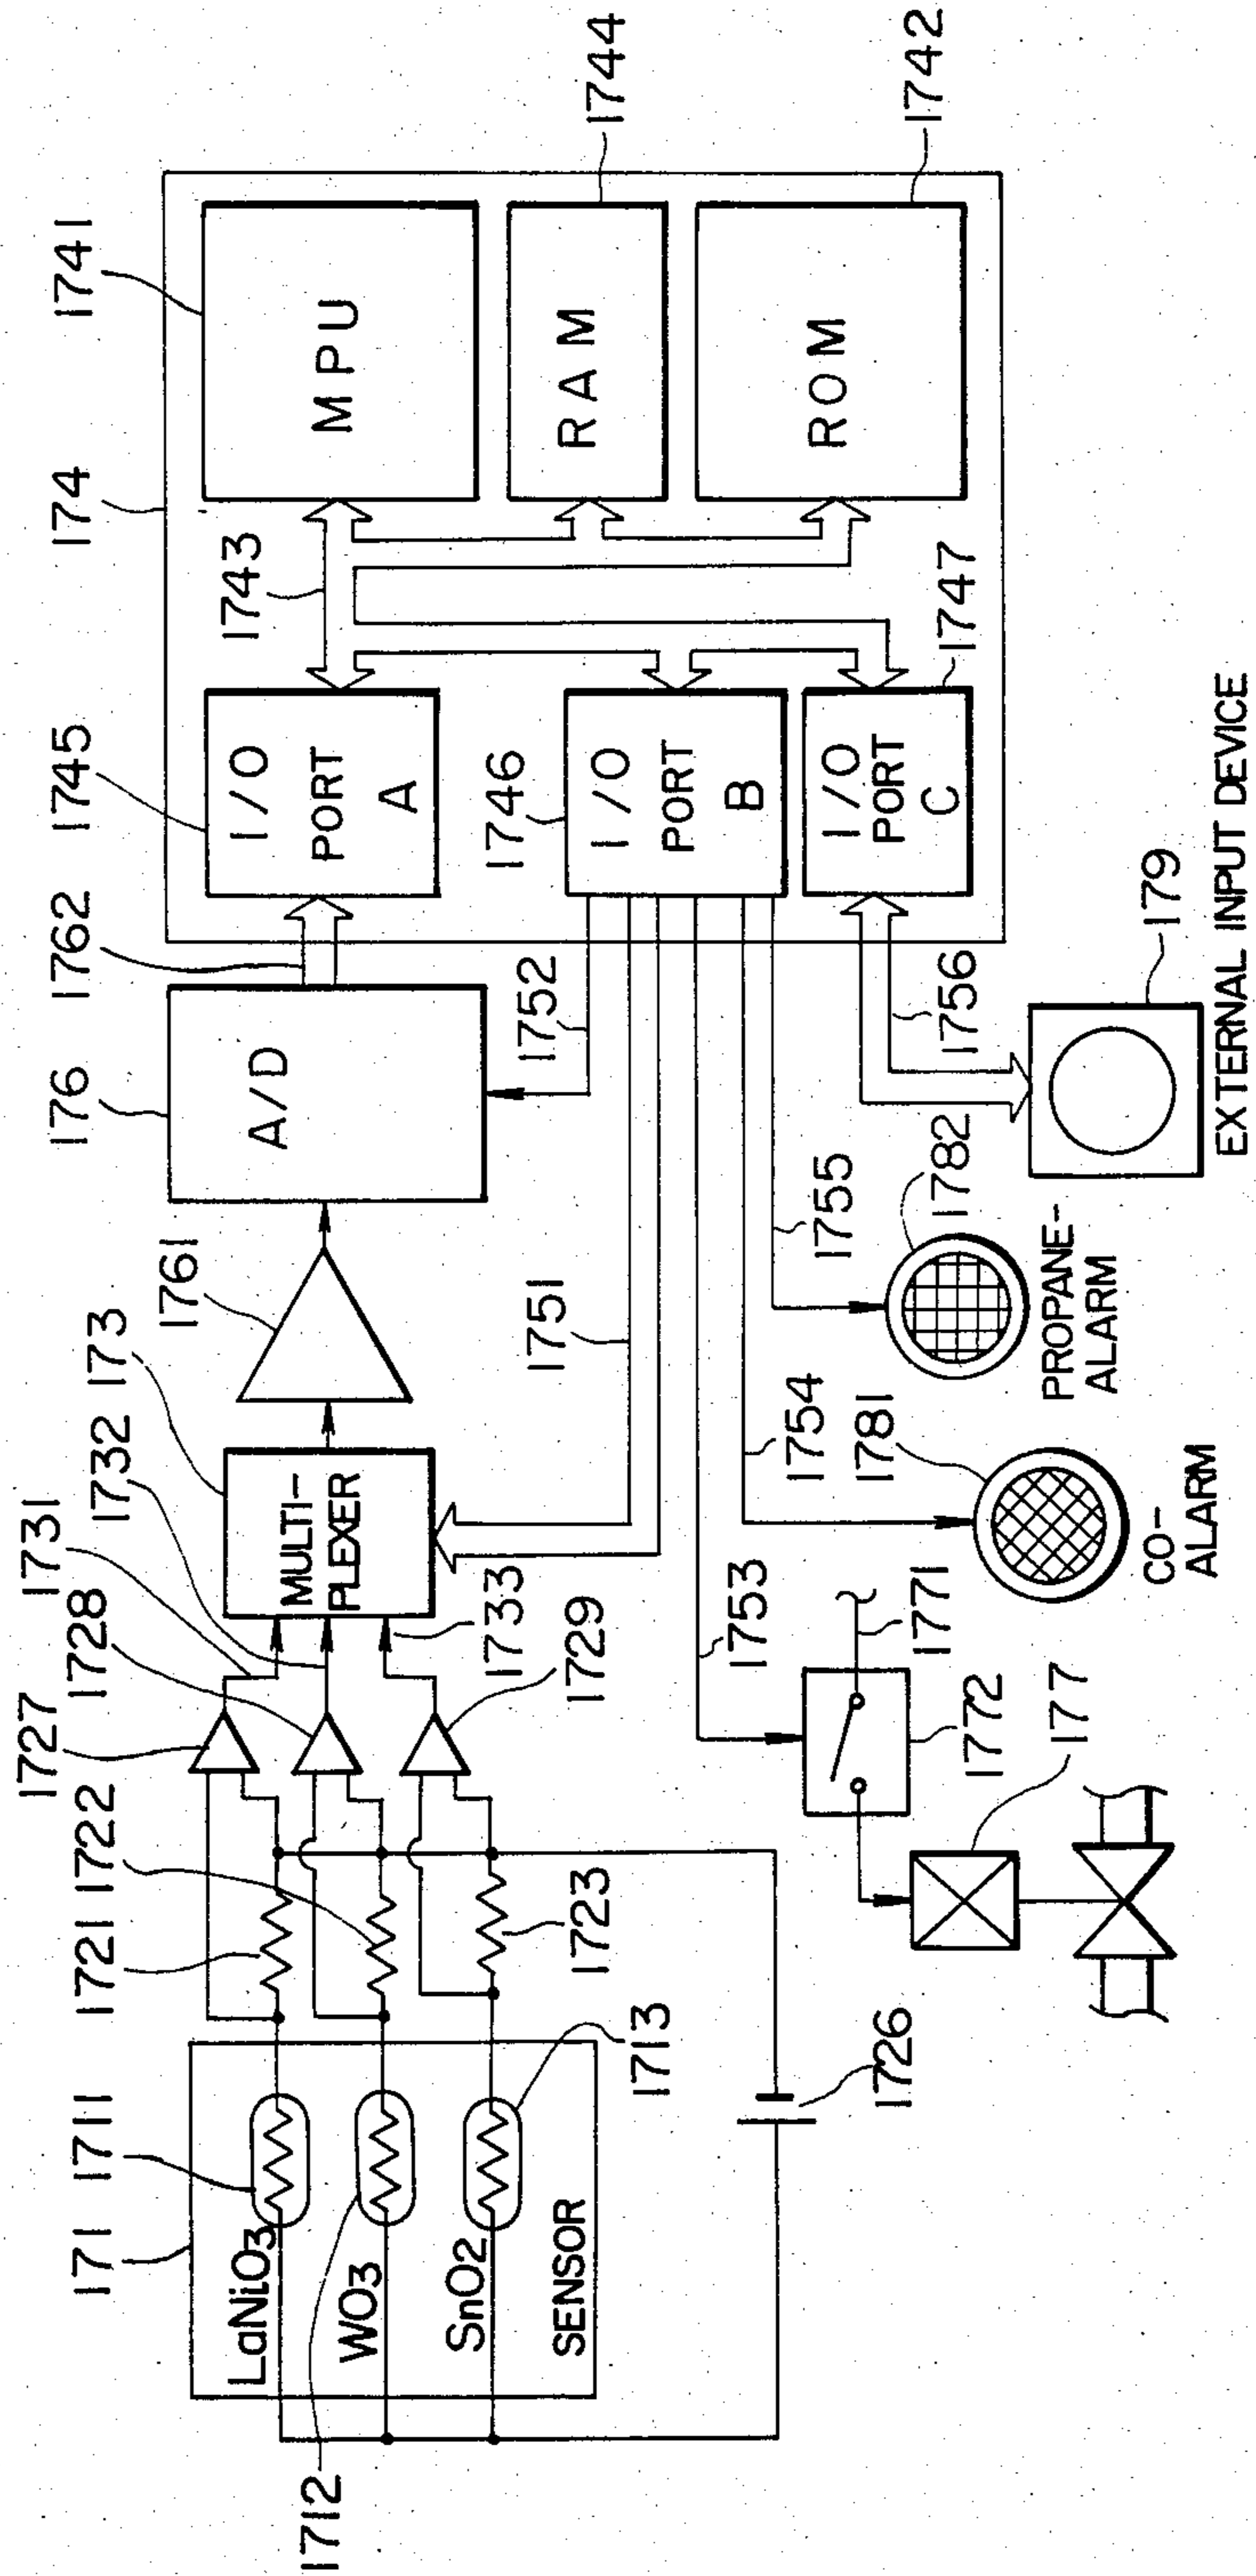 171
1711
1721
1722
1727
1728
1731
1732
173
1761
176
1762
1745
174
1741
LaNiO3
WO3
SnO2
SENSOR
1712
1713
1723
1729
1733
MULTI-
PLEXER
A/D
I/O
PORT
A
1743
MPU
1726
1753
1751
1752
1746
I/O
PORT
B
RAM
1744
177
1772
1771
1754
1755
1756
I/O
PORT
C
1747
ROM
1742
1781
CO-
ALARM
1782
PROPANE-
ALARM
179
EXTERNAL INPUT DEVICE